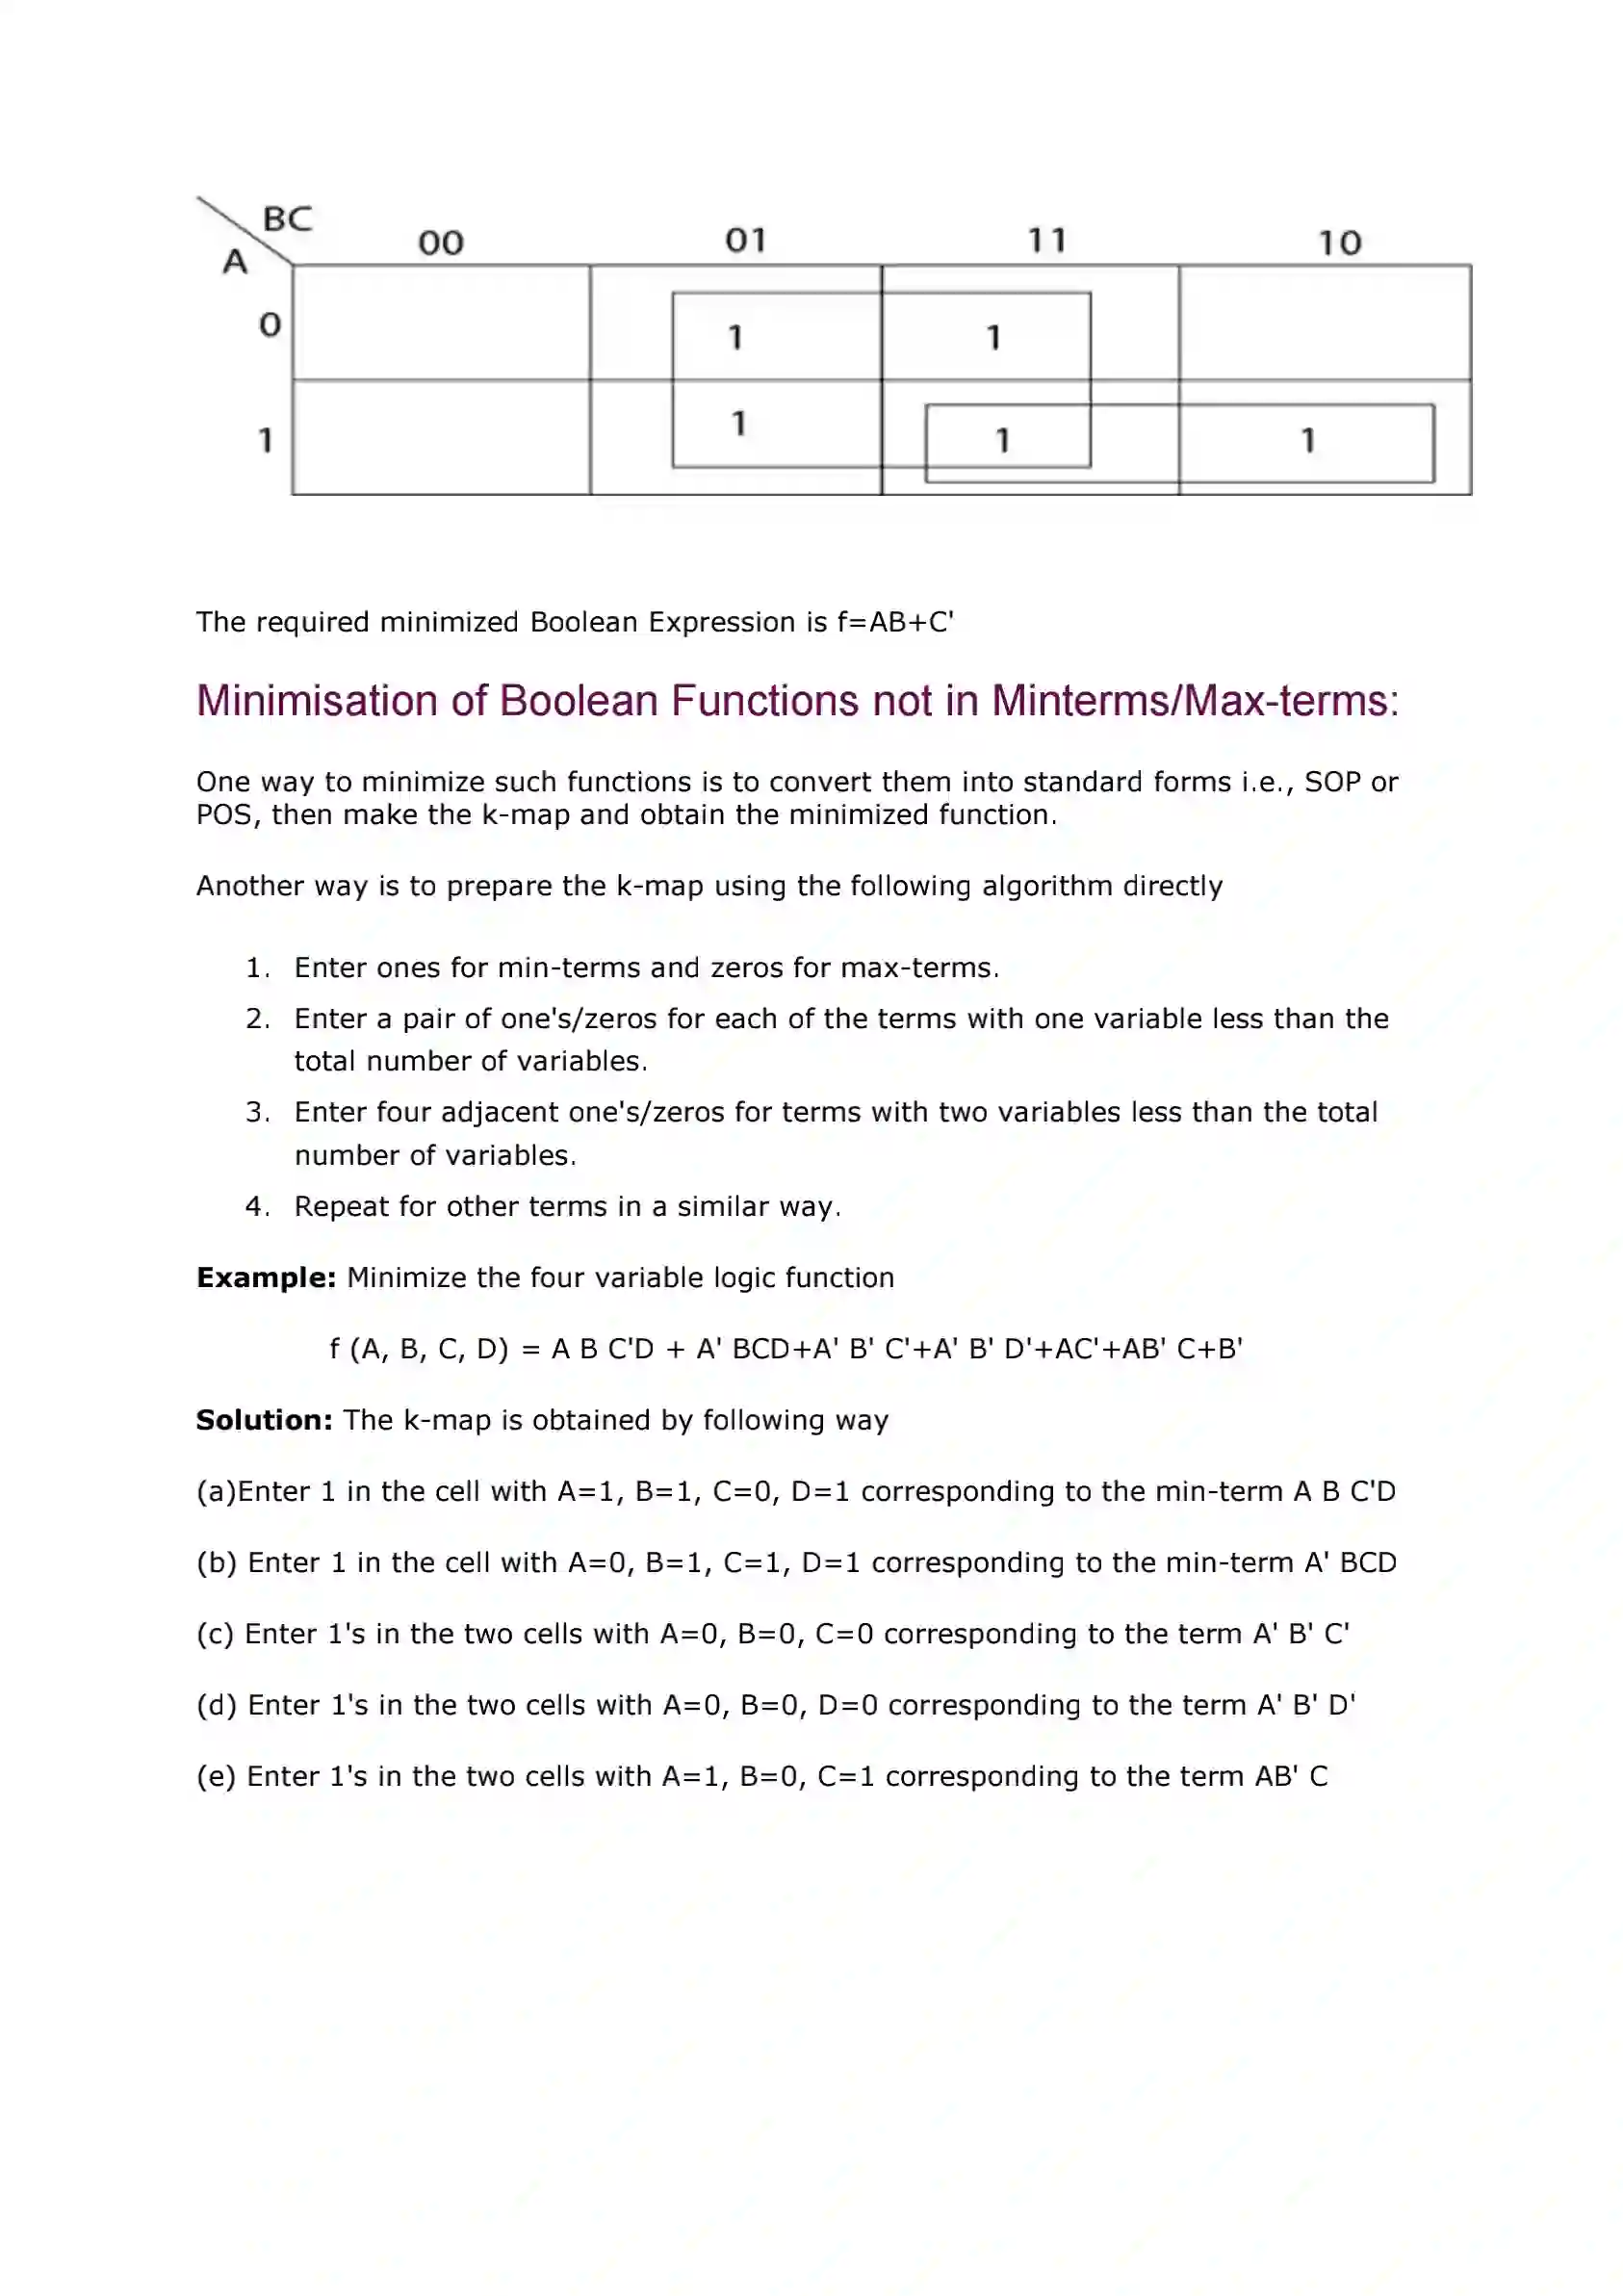 BC
A
00 01 11 10
0 1 1
1 1 1 1
The required minimized Boolean Expression is f=AB+C'
Minimisation of Boolean Functions not in Minterms/Max-terms:
One way to minimize such functions is to convert them into standard forms i.e., SOP or
POS, then make the k-map and obtain the minimized function.
Another way is to prepare the k-map using the following algorithm directly
1. Enter ones for min-terms and zeros for max-terms.
2. Enter a pair of one's/zeros for each of the terms with one variable less than the
total number of variables.
3. Enter four adjacent one's/zeros for terms with two variables less than the total
number of variables.
4. Repeat for other terms in a similar way.
Example: Minimize the four variable logic function
f (A, B, C, D) = A B C'D + A' BCD+A' B' C'+A' B' D'+AC'+AB' C+B'
Solution: The k-map is obtained by following way
(a)Enter 1 in the cell with A=1, B=1, C=0, D=1 corresponding to the min-term A B C'D
(b) Enter 1 in the cell with A=0, B=1, C=1, D=1 corresponding to the min-term A' BCD
(c) Enter 1's in the two cells with A=0, B=0, C=0 corresponding to the term A' B' C'
(d) Enter 1's in the two cells with A=0, B=0, D=0 corresponding to the term A' B' D'
(e) Enter 1's in the two cells with A=1, B=0, C=1 corresponding to the term AB' C